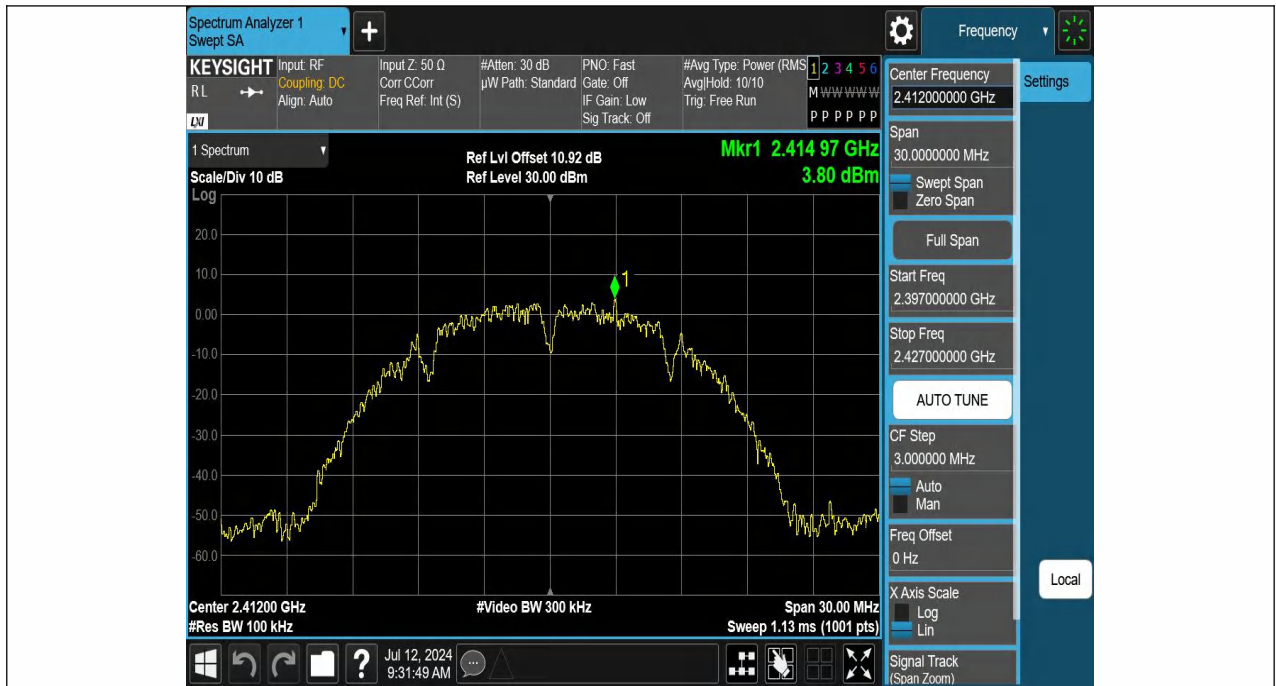 Spectrum Analyzer 1
Swept SA
+
Frequency
KEYSIGHT
RL
LXI
Input: RF
Coupling: DC
Align: Auto
Input Z: 50 Ω
Corr CCorr
Freq Ref: Int (S)
#Atten: 30 dB
µW Path: Standard
PNO: Fast
Gate: Off
IF Gain: Low
Sig Track: Off
#Avg Type: Power (RMS
Avg|Hold: 10/10
Trig: Free Run
1 2 3 4 5 6
M W W W W W
P P P P P P
1 Spectrum
Scale/Div 10 dB
Log
Ref Lvl Offset 10.92 dB
Ref Level 30.00 dBm
Mkr1 2.414 97 GHz
3.80 dBm
20.0
10.0
0.00
-10.0
-20.0
-30.0
-40.0
-50.0
-60.0
1
Center 2.41200 GHz
#Res BW 100 kHz
#Video BW 300 kHz
Span 30.00 MHz
Sweep 1.13 ms (1001 pts)
Center Frequency
2.412000000 GHz
Span
30.0000000 MHz
Swept Span
Zero Span
Full Span
Start Freq
2.397000000 GHz
Stop Freq
2.427000000 GHz
AUTO TUNE
CF Step
3.000000 MHz
Auto
Man
Freq Offset
0 Hz
X Axis Scale
Log
Lin
Signal Track
(Span Zoom)
Settings
Local
?
Jul 12, 2024
9:31:49 AM